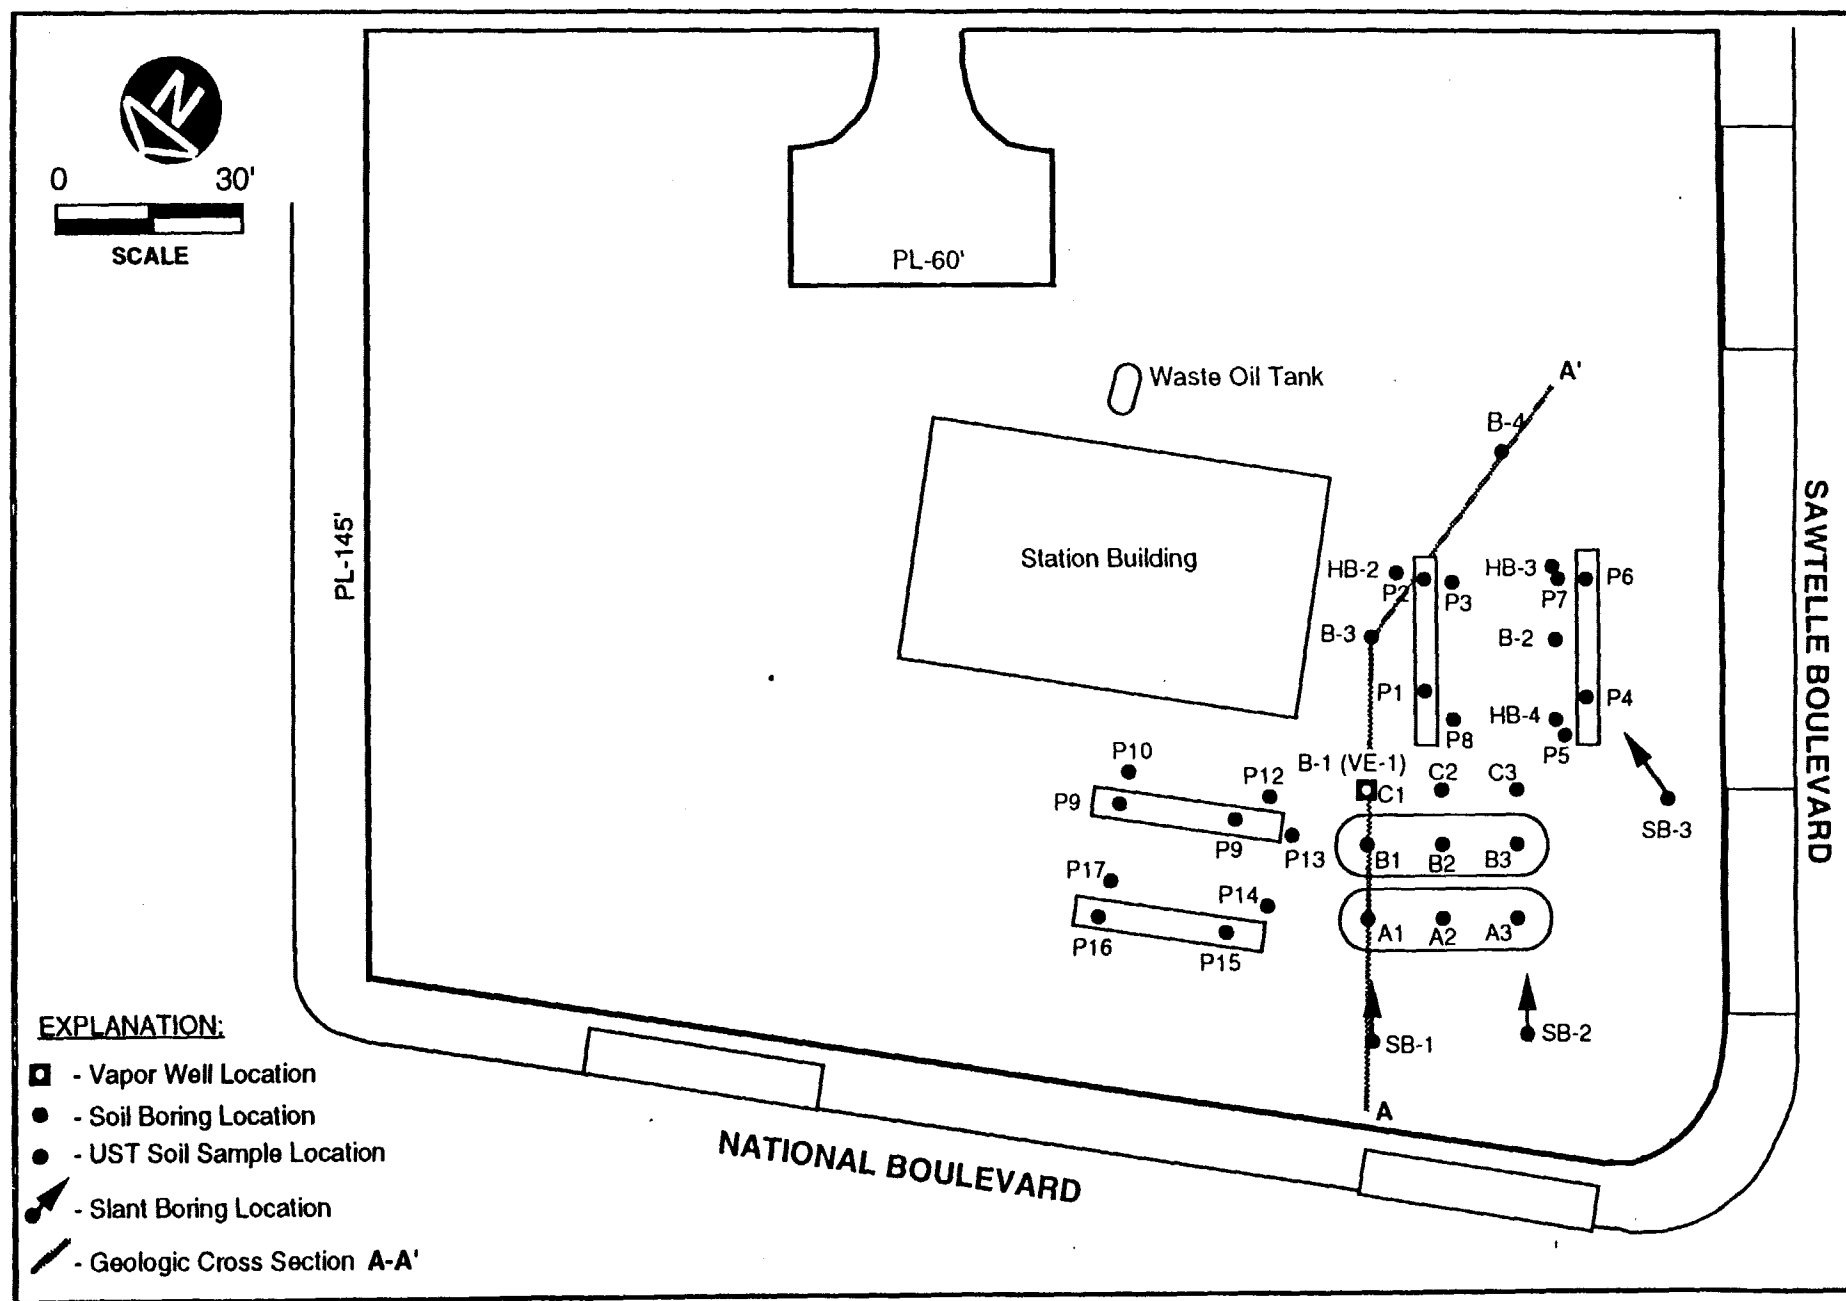 N
0 30'
SCALE
PL-60'
Waste Oil Tank
A'
B-4
Station Building
PL-145'
SAWTELLE BOULEVARD
HB-2
P2
P3
HB-3
P7
P6
B-3
B-2
P1
P4
HB-4
P8
P5
B-1 (VE-1)
C1
C2
C3
SB-3
P10
P12
P9
P9
P13
B1
B2
B3
P17
P14
P16
P15
A1
A2
A3
SB-1
SB-2
A
NATIONAL BOULEVARD
EXPLANATION:
- Vapor Well Location
- Soil Boring Location
- UST Soil Sample Location
- Slant Boring Location
- Geologic Cross Section A-A'